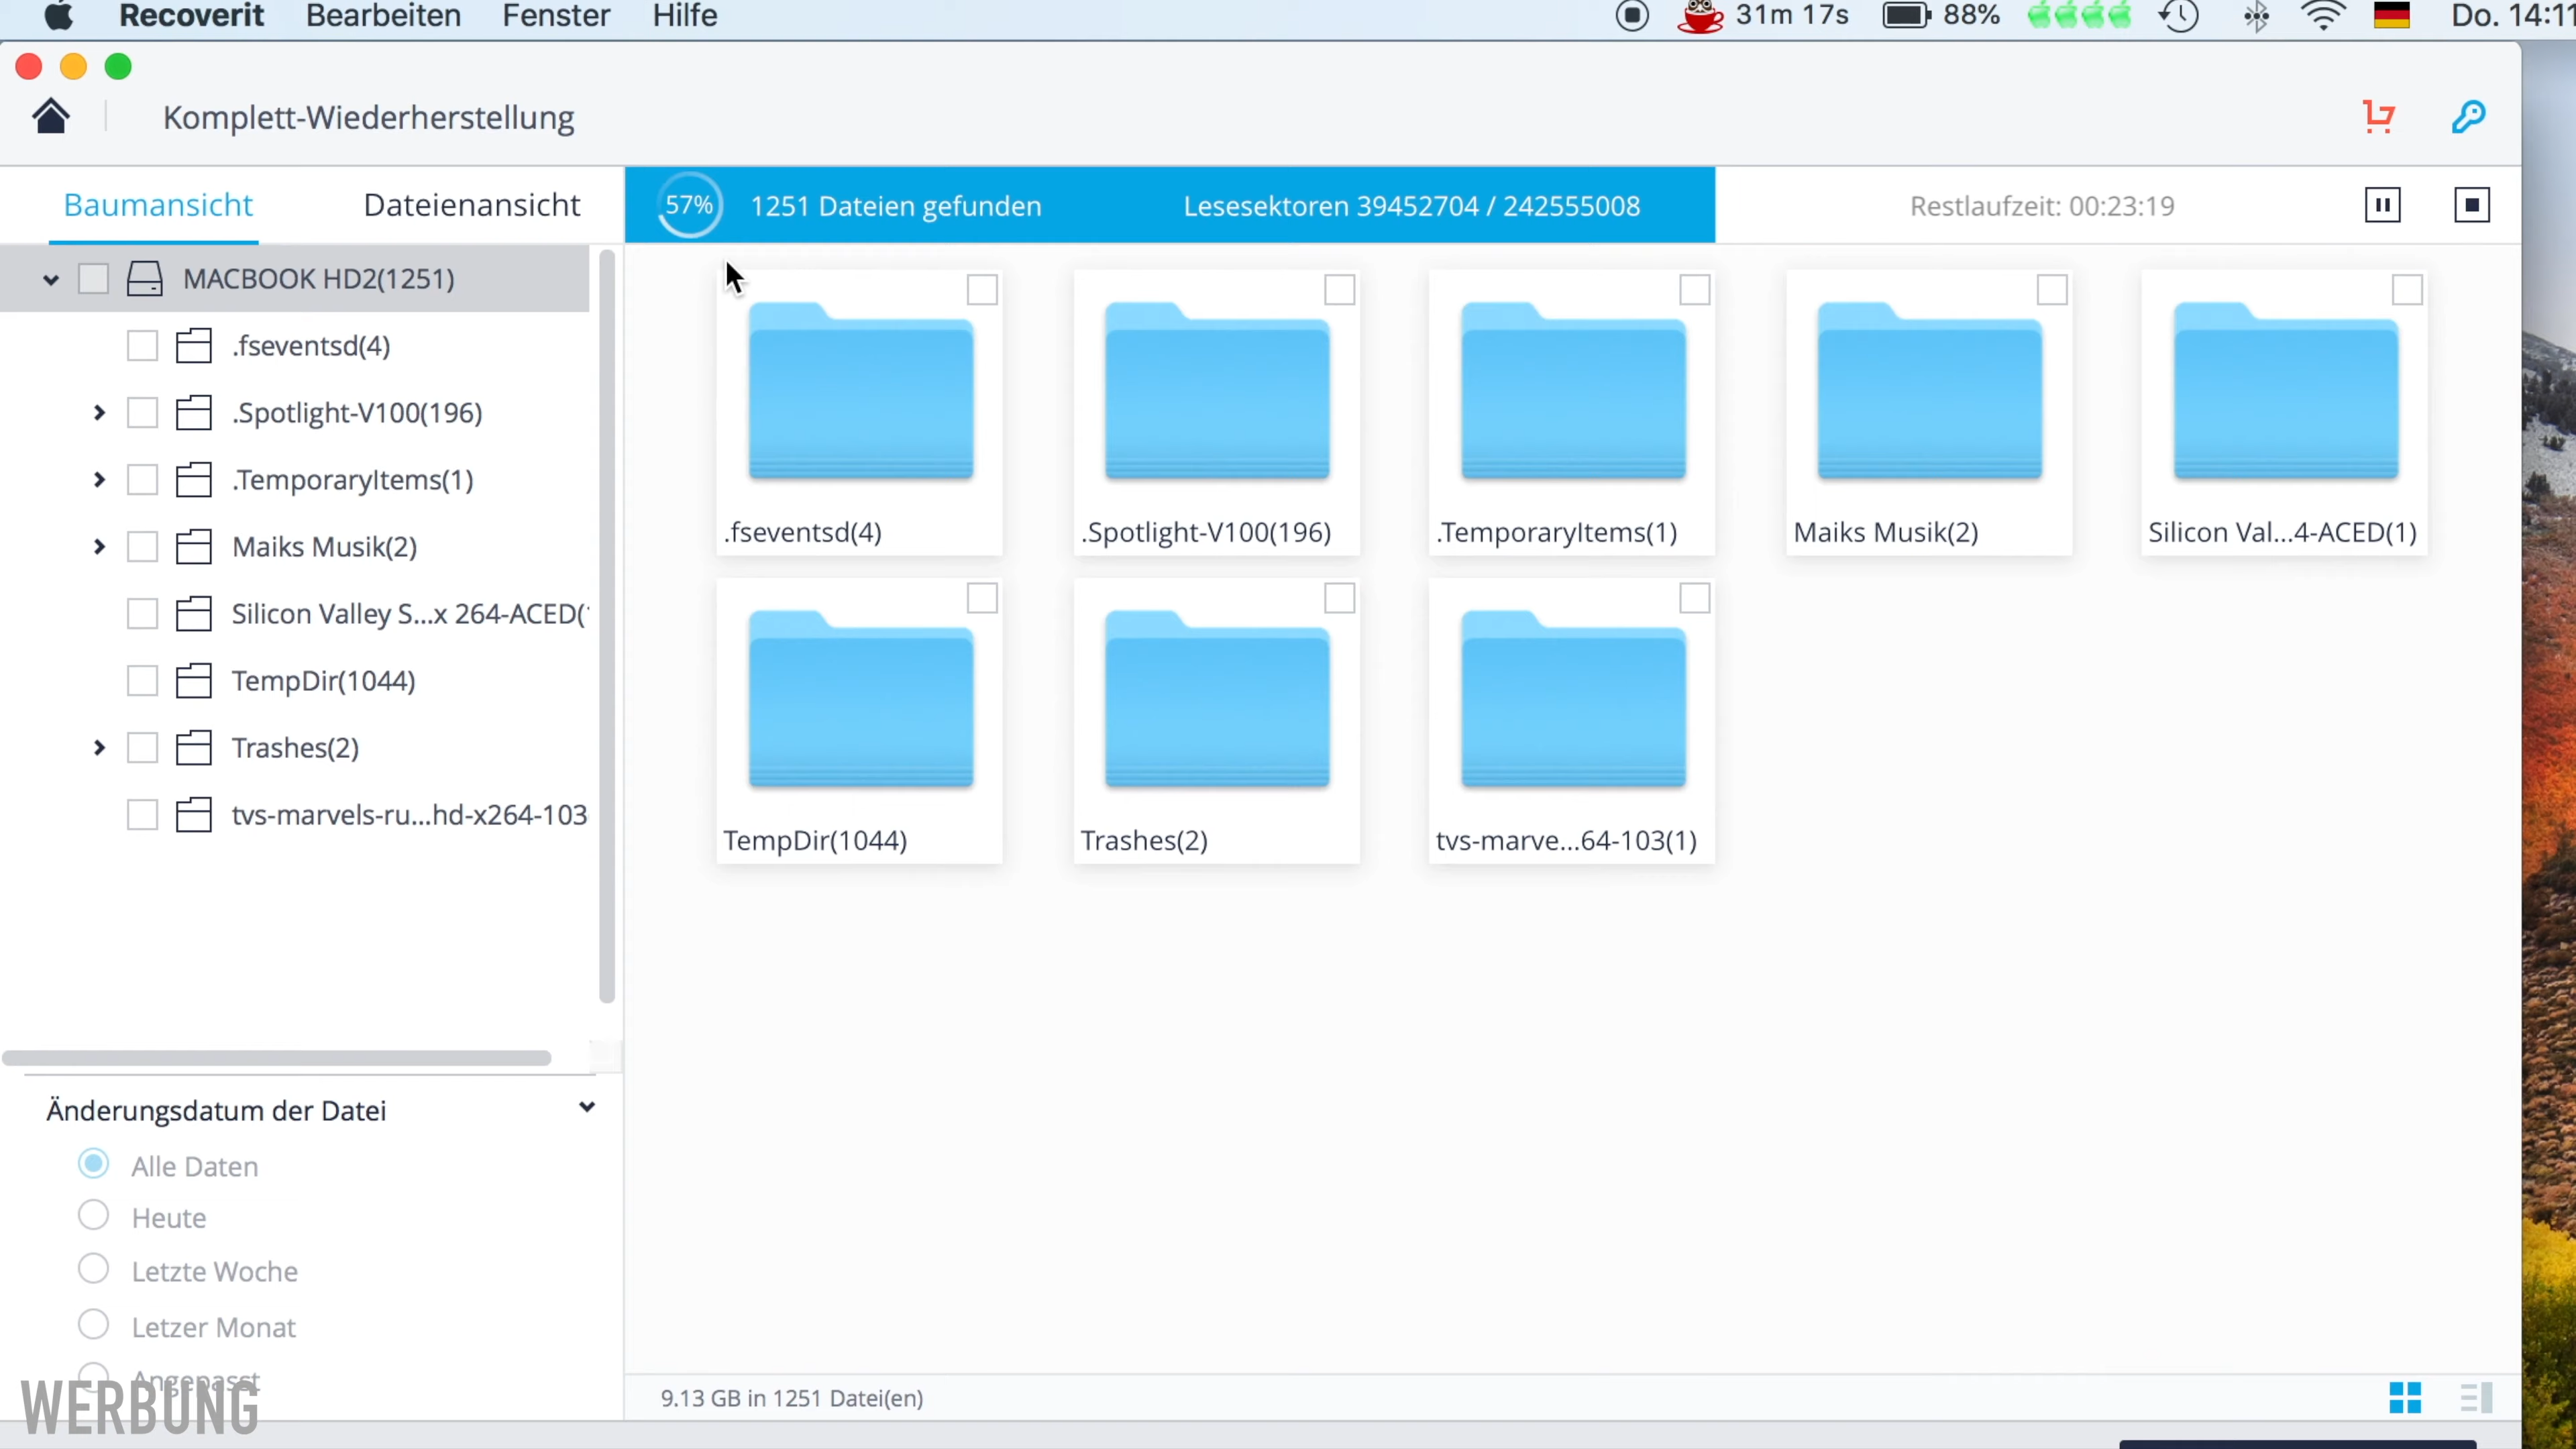 Recoverit Bearbeiten Fenster Hilfe 31m 17s 88% Do. 14:11
Komplett-Wiederherstellung
Baumansicht Dateienansicht
57% 1251 Dateien gefunden Lesesektoren 39452704 / 242555008 Restlaufzeit: 00:23:19
MACBOOK HD2(1251)
.fseventsd(4)
.Spotlight-V100(196)
.TemporaryItems(1)
Maiks Musik(2)
Silicon Valley S...x 264-ACED(
TempDir(1044)
Trashes(2)
tvs-marvels-ru...hd-x264-103
.fseventsd(4) .Spotlight-V100(196) .TemporaryItems(1) Maiks Musik(2) Silicon Val...4-ACED(1)
TempDir(1044) Trashes(2) tvs-marve...64-103(1)
Änderungsdatum der Datei
Alle Daten
Heute
Letzte Woche
Letzer Monat
Angepasst
WERBUNG
9.13 GB in 1251 Datei(en)